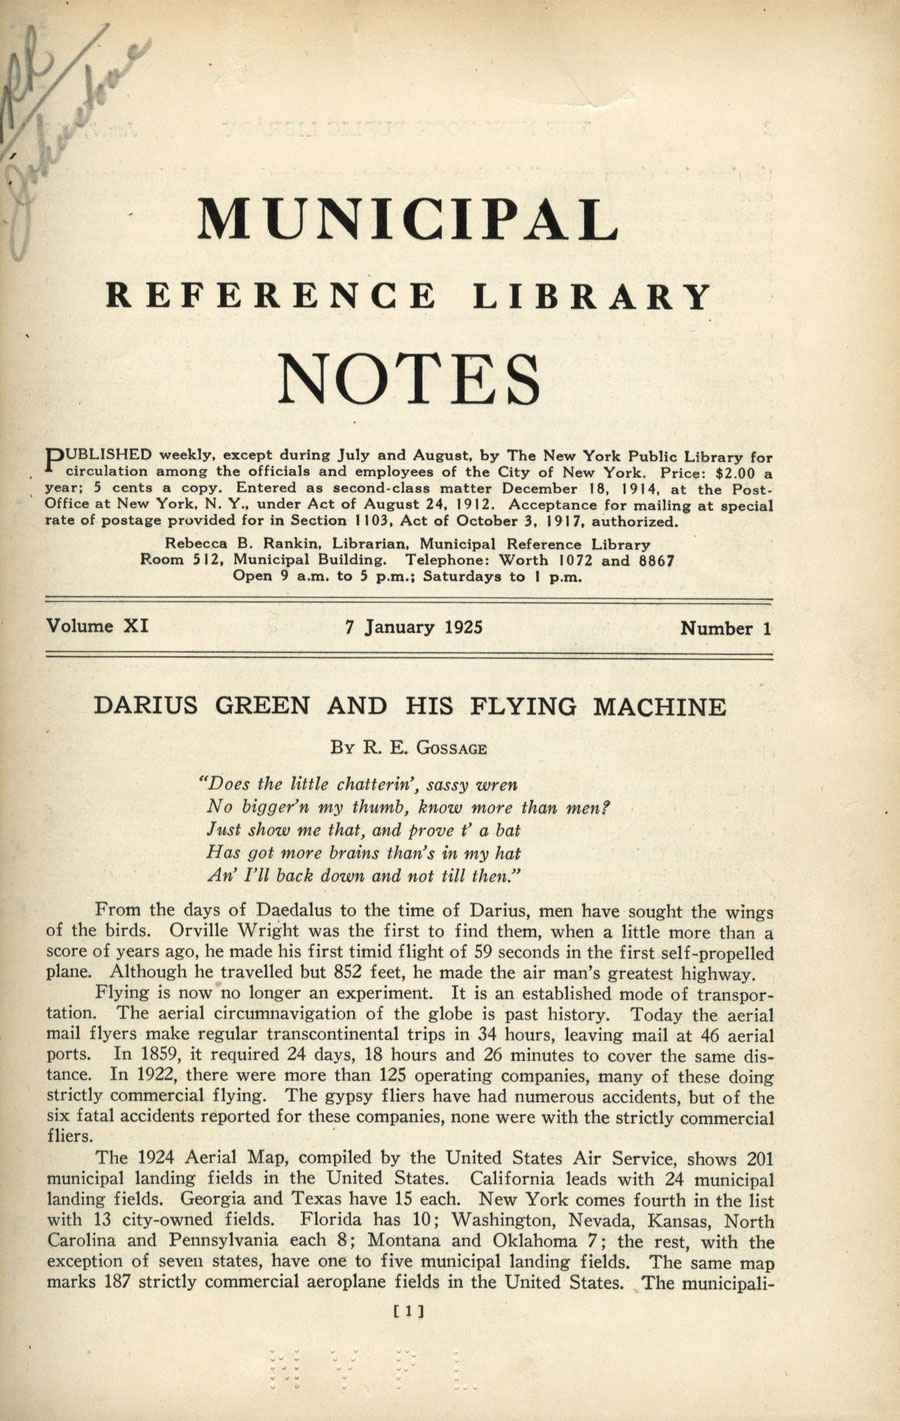 Johnstone
MUNICIPAL
REFERENCE LIBRARY
NOTES
PUBLISHED weekly, except during July and August, by The New York Public Library for
circulation among the officials and employees of the City of New York. Price: $2.00 a
year; 5 cents a copy. Entered as second-class matter December 18, 1914, at the Post-
Office at New York, N. Y., under Act of August 24, 1912. Acceptance for mailing at special
rate of postage provided for in Section 1103, Act of October 3, 1917, authorized.
Rebecca B. Rankin, Librarian, Municipal Reference Library
Room 512, Municipal Building. Telephone: Worth 1072 and 8867
Open 9 a.m. to 5 p.m.; Saturdays to 1 p.m.
Volume XI 7 January 1925 Number 1
DARIUS GREEN AND HIS FLYING MACHINE
BY R. E. GOSSAGE
“Does the little chatterin’, sassy wren
No bigger’n my thumb, know more than men?
Just show me that, and prove t’ a bat
Has got more brains than’s in my hat
An’ I’ll back down and not till then.”
From the days of Daedalus to the time of Darius, men have sought the wings
of the birds. Orville Wright was the first to find them, when a little more than a
score of years ago, he made his first timid flight of 59 seconds in the first self-propelled
plane. Although he travelled but 852 feet, he made the air man’s greatest highway.
Flying is now no longer an experiment. It is an established mode of transpor-
tation. The aerial circumnavigation of the globe is past history. Today the aerial
mail flyers make regular transcontinental trips in 34 hours, leaving mail at 46 aerial
ports. In 1859, it required 24 days, 18 hours and 26 minutes to cover the same dis-
tance. In 1922, there were more than 125 operating companies, many of these doing
strictly commercial flying. The gypsy fliers have had numerous accidents, but of the
six fatal accidents reported for these companies, none were with the strictly commercial
fliers.
The 1924 Aerial Map, compiled by the United States Air Service, shows 201
municipal landing fields in the United States. California leads with 24 municipal
landing fields. Georgia and Texas have 15 each. New York comes fourth in the list
with 13 city-owned fields. Florida has 10; Washington, Nevada, Kansas, North
Carolina and Pennsylvania each 8; Montana and Oklahoma 7; the rest, with the
exception of seven states, have one to five municipal landing fields. The same map
marks 187 strictly commercial aeroplane fields in the United States. The municipali-
[1]
N Y P L